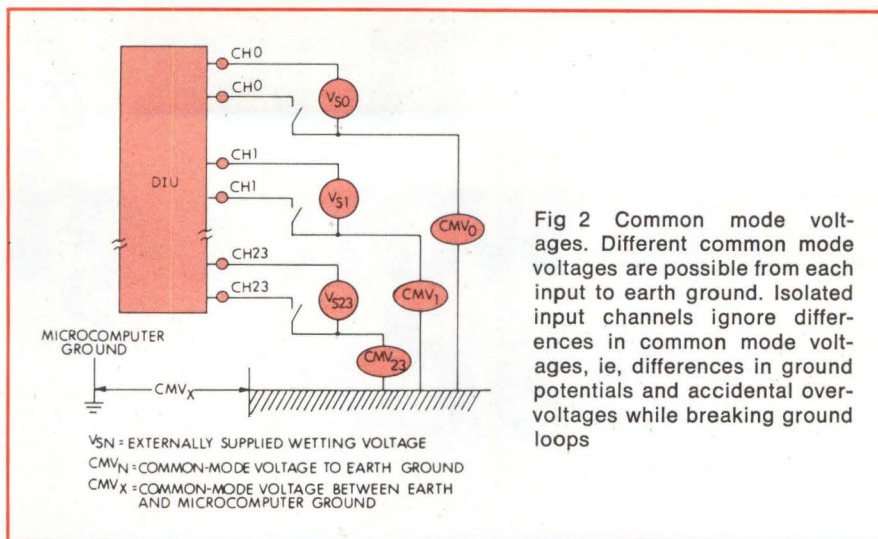 CH0
CH0
VS0
CH1
DIU
CH1
VS1
CMV0
CH23
CH23
VS23
CMV1
CMV23
MICROCOMPUTER
GROUND
CMVX
VSN = EXTERNALLY SUPPLIED WETTING VOLTAGE
CMVN = COMMON-MODE VOLTAGE TO EARTH GROUND
CMVX = COMMON-MODE VOLTAGE BETWEEN EARTH
AND MICROCOMPUTER GROUND
Fig 2 Common mode volt-
ages. Different common mode
voltages are possible from each
input to earth ground. Isolated
input channels ignore differ-
ences in common mode volt-
ages, ie, differences in ground
potentials and accidental over-
voltages while breaking ground
loops